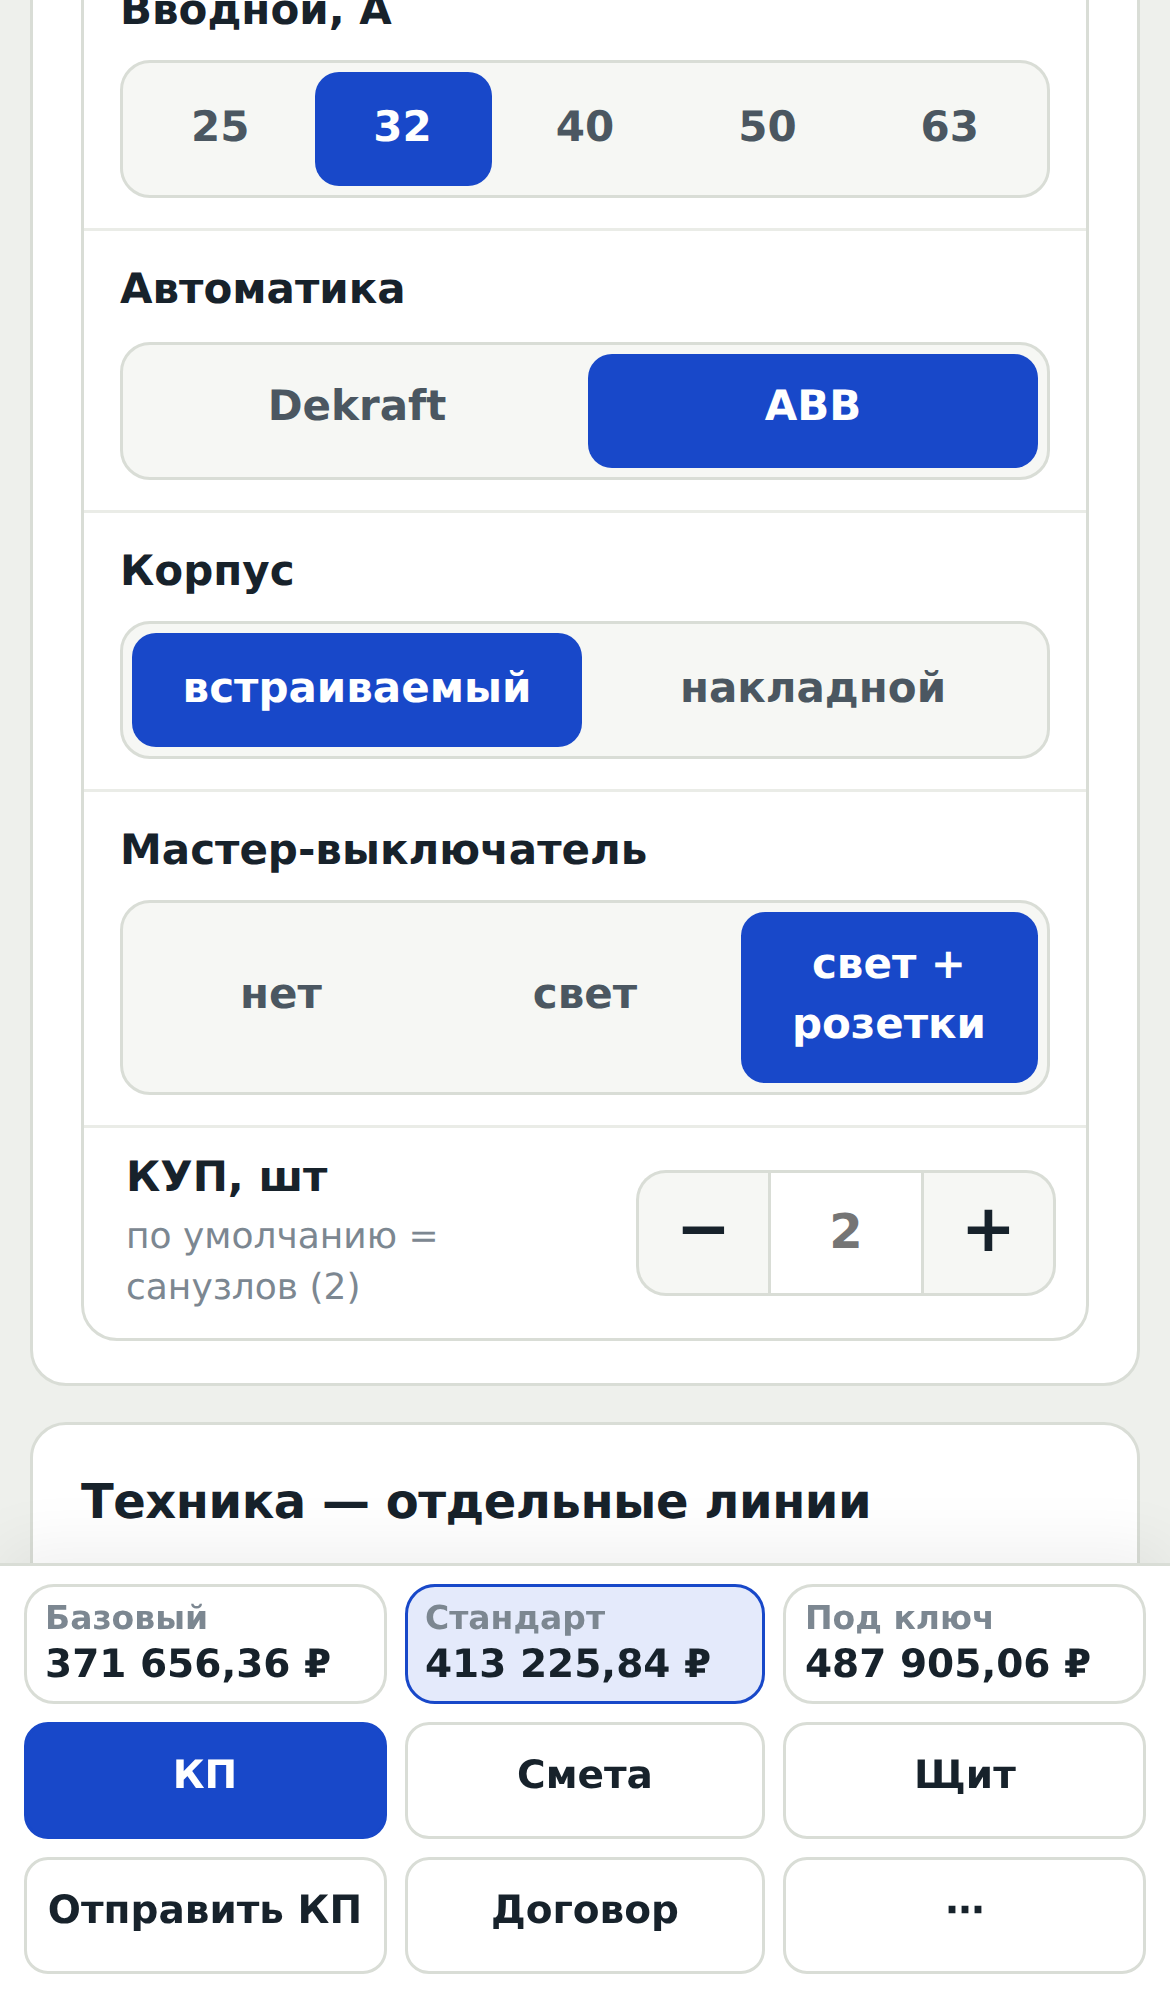 Вводной, А
25 32 40 50 63
Автоматика
Dekraft ABB
Корпус
встраиваемый накладной
Мастер-выключатель
нет свет свет +
розетки
КУП, шт
по умолчанию =
санузлов (2)
− 2 +
Техника — отдельные линии
Базовый Стандарт Под ключ
371 656,36 ₽ 413 225,84 ₽ 487 905,06 ₽
КП Смета Щит
Отправить КП Договор …